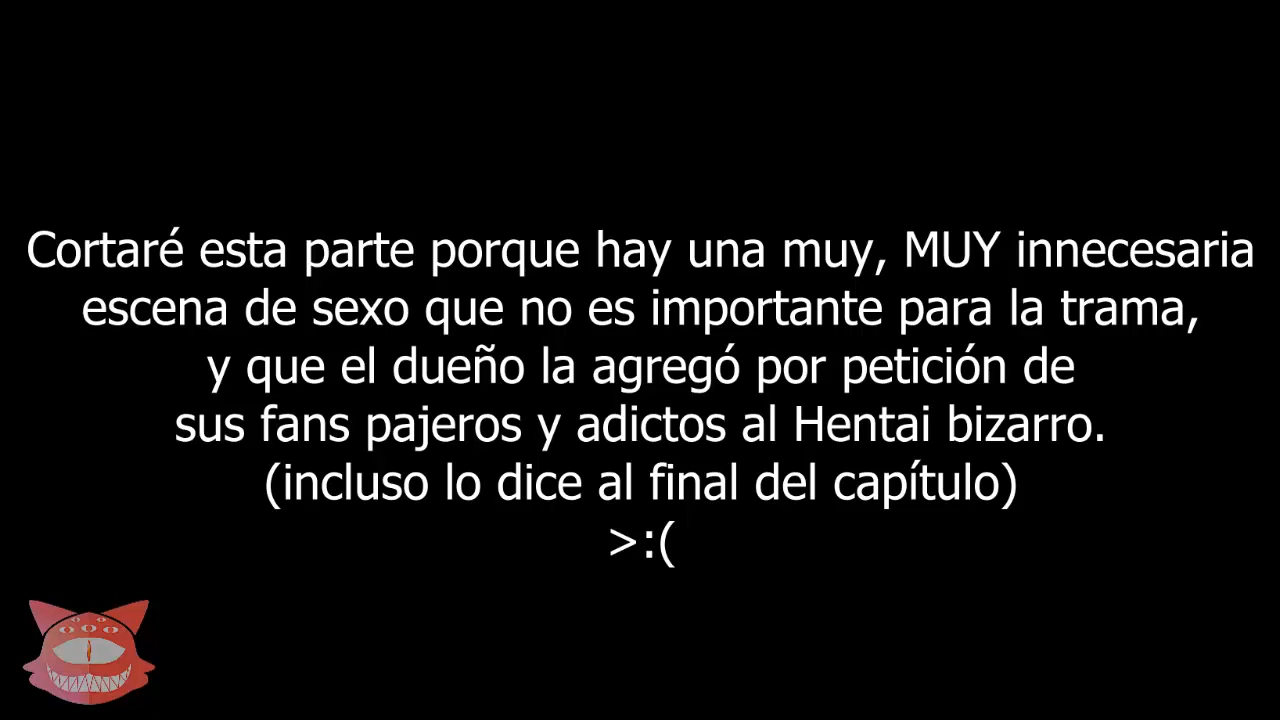 Cortaré esta parte porque hay una muy, MUY innecesaria
escena de sexo que no es importante para la trama,
y que el dueño la agregó por petición de
sus fans pajeros y adictos al Hentai bizarro.
(incluso lo dice al final del capítulo)
>:(